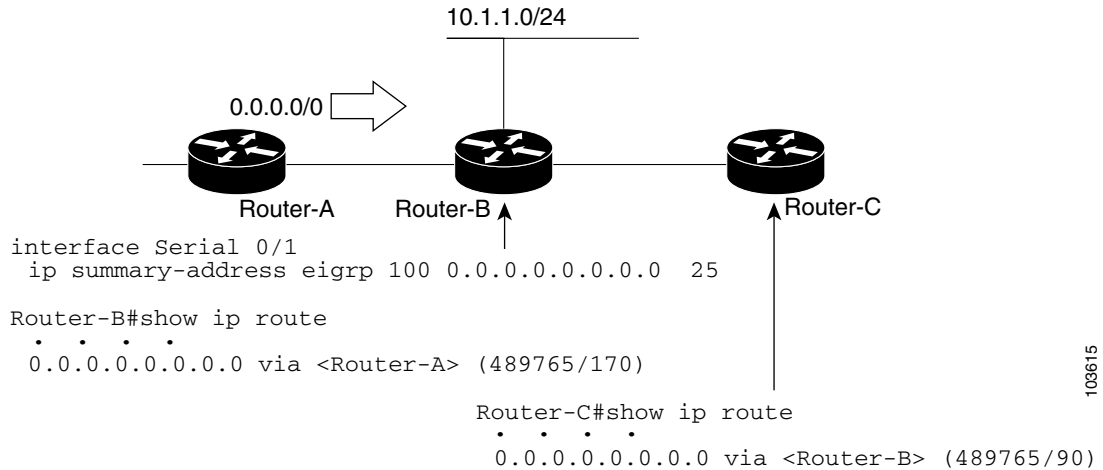 10.1.1.0/24
0.0.0.0/0
Router-A
Router-B
Router-C
interface Serial 0/1
ip summary-address eigrp 100 0.0.0.0.0.0.0.0.0  25
Router-B#show ip route
. . . .
0.0.0.0.0.0.0.0 via <Router-A> (489765/170)
Router-C#show ip route
. . . .
0.0.0.0.0.0.0.0 via <Router-B> (489765/90)
103615